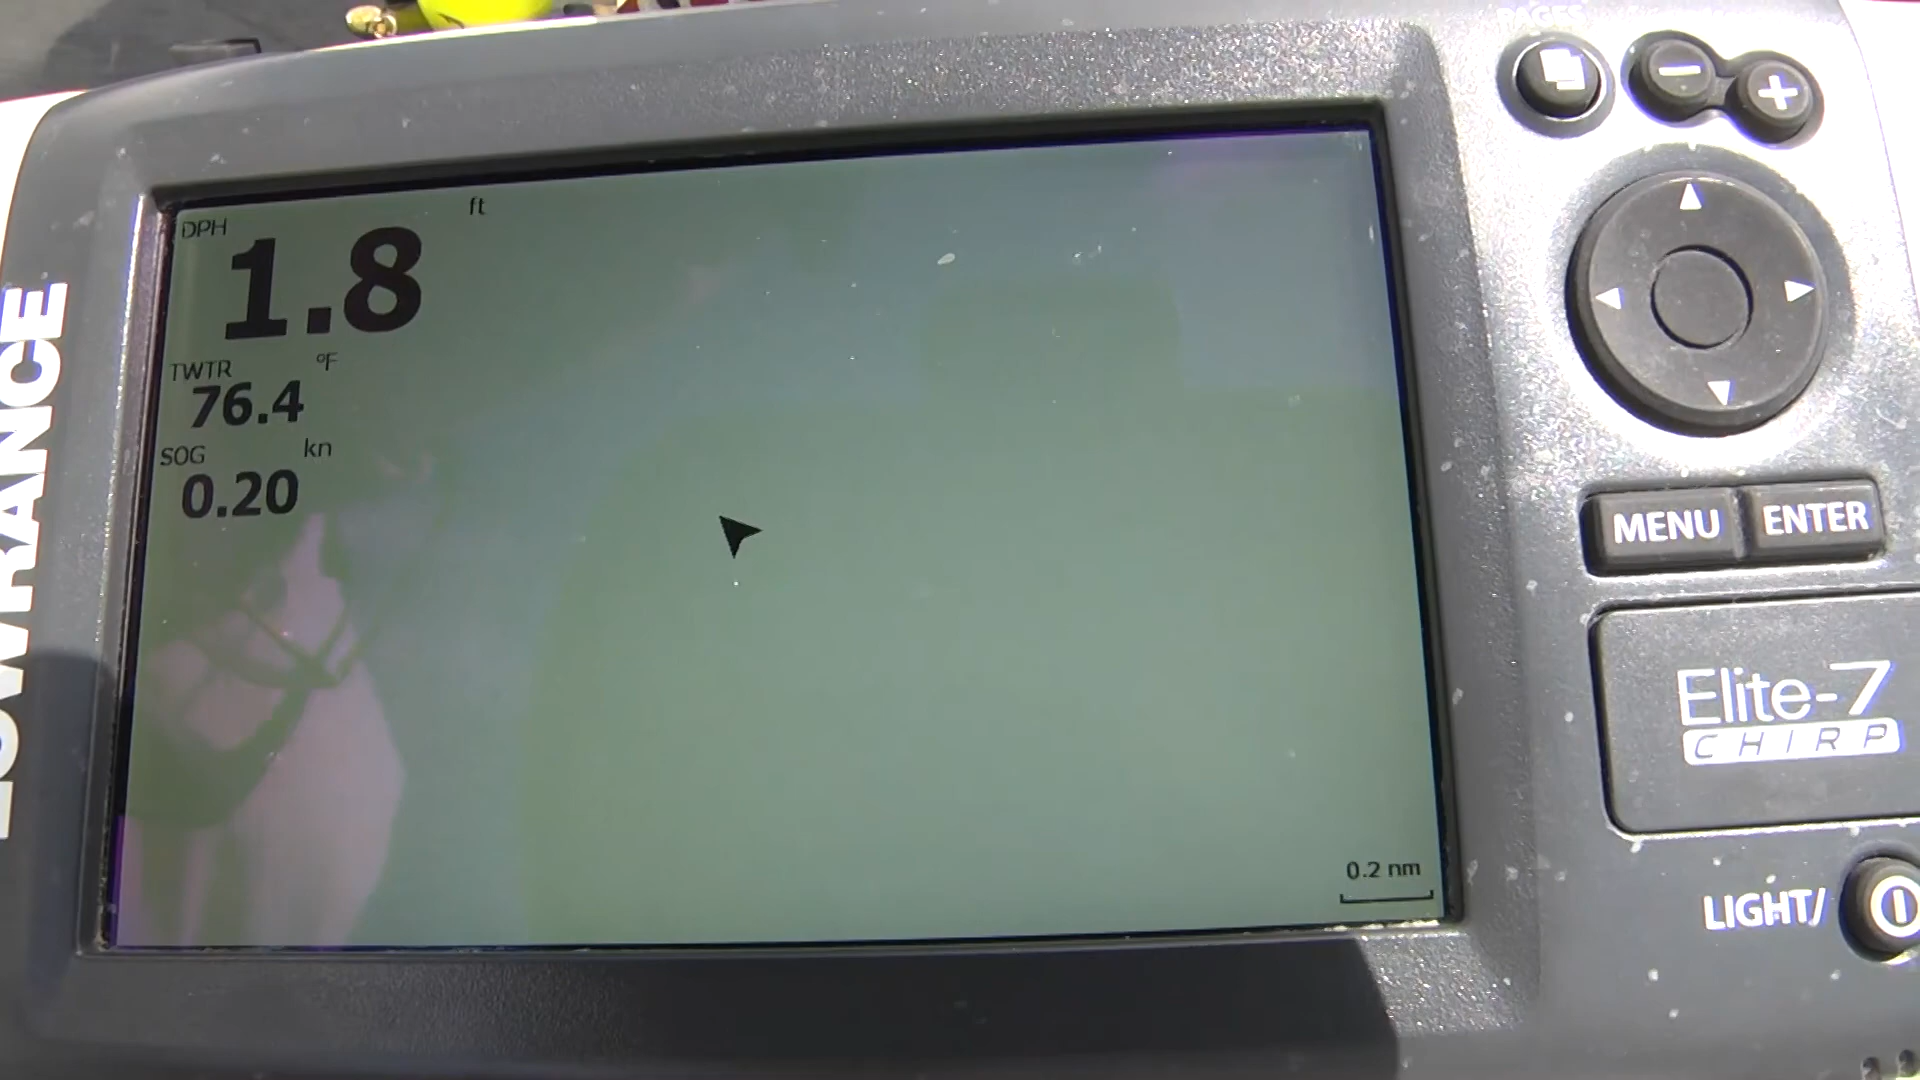 PAGES
LOWRANCE
DPH ft
1.8
TWTR °F
76.4
SOG kn
0.20
0.2 nm
MENU ENTER
Elite-7
CHIRP
LIGHT/